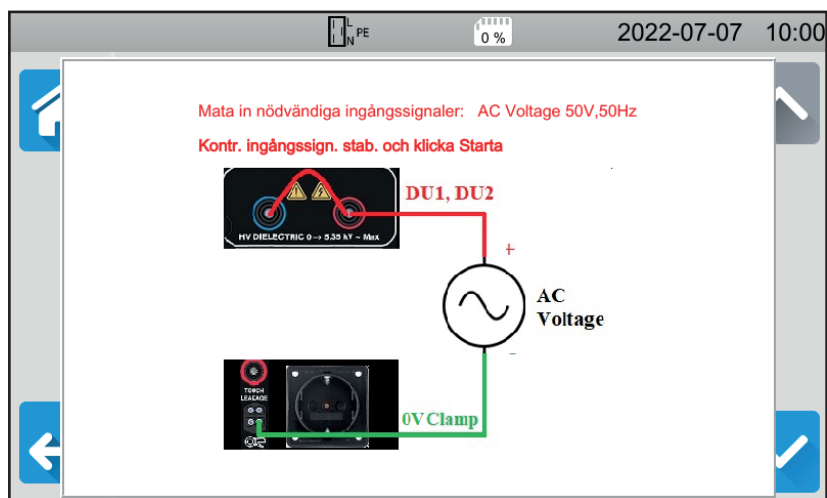 L
N PE
0 %
2022-07-07 10:00
Mata in nödvändiga ingångssignaler: AC Voltage 50V,50Hz
Kontr. ingångssign. stab. och klicka Starta
DU1, DU2
HV DIELECTRIC 0 → 5.35 kV ~ Max
+
AC
Voltage
-
TOUCH
LEAKAGE
0V Clamp